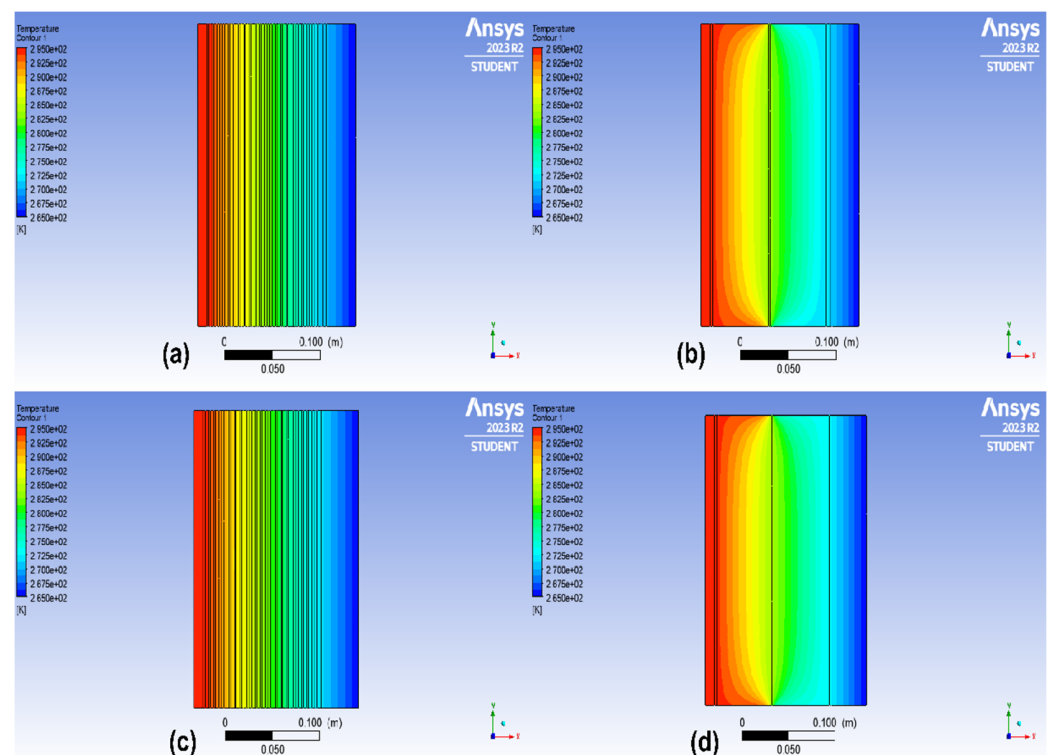 Temperature
Contour 1
2.950e+02
2.925e+02
2.900e+02
2.875e+02
2.850e+02
2.825e+02
2.800e+02
2.775e+02
2.750e+02
2.725e+02
2.700e+02
2.675e+02
2.650e+02
[K]
Ansys
2023 R2
STUDENT
(a)
0 0.100 (m)
0.050
Y
X
Temperature
Contour 1
2.950e+02
2.925e+02
2.900e+02
2.875e+02
2.850e+02
2.825e+02
2.800e+02
2.775e+02
2.750e+02
2.725e+02
2.700e+02
2.675e+02
2.650e+02
[K]
Ansys
2023 R2
STUDENT
(b)
0 0.100 (m)
0.050
Y
X
Temperature
Contour 1
2.950e+02
2.925e+02
2.900e+02
2.875e+02
2.850e+02
2.825e+02
2.800e+02
2.775e+02
2.750e+02
2.725e+02
2.700e+02
2.675e+02
2.650e+02
[K]
Ansys
2023 R2
STUDENT
(c)
0 0.100 (m)
0.050
Y
X
Temperature
Contour 1
2.950e+02
2.925e+02
2.900e+02
2.875e+02
2.850e+02
2.825e+02
2.800e+02
2.775e+02
2.750e+02
2.725e+02
2.700e+02
2.675e+02
2.650e+02
[K]
Ansys
2023 R2
STUDENT
(d)
0 0.100 (m)
0.050
Y
X